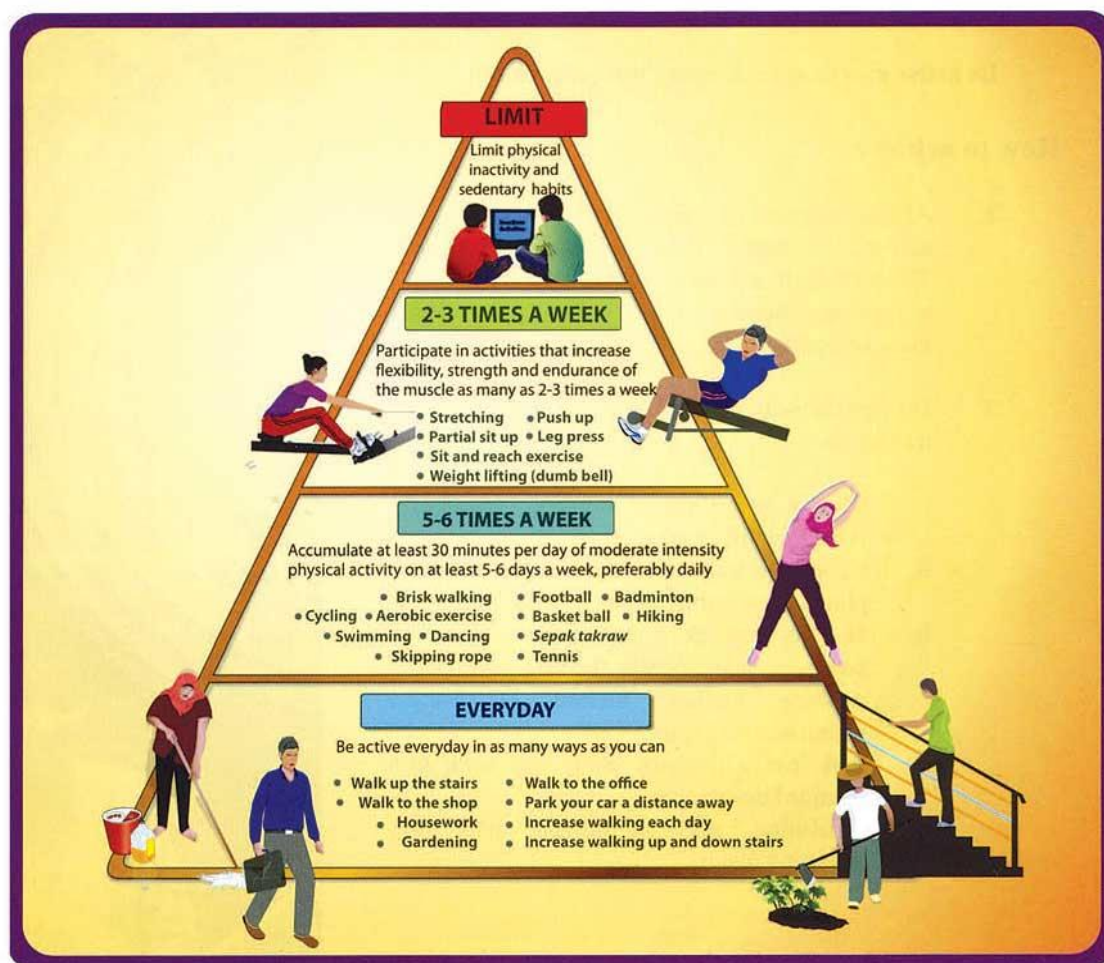 LIMIT
Limit physical
inactivity and
sedentary habits
2-3 TIMES A WEEK
Participate in activities that increase
flexibility, strength and endurance of
the muscle as many as 2-3 times a week
• Stretching • Push up
• Partial sit up • Leg press
• Sit and reach exercise
• Weight lifting (dumb bell)
5-6 TIMES A WEEK
Accumulate at least 30 minutes per day of moderate intensity
physical activity on at least 5-6 days a week, preferably daily
• Brisk walking • Football • Badminton
• Cycling • Aerobic exercise • Basket ball • Hiking
• Swimming • Dancing • Sepak takraw
• Skipping rope • Tennis
EVERYDAY
Be active everyday in as many ways as you can
• Walk up the stairs • Walk to the office
• Walk to the shop • Park your car a distance away
• Housework • Increase walking each day
• Gardening • Increase walking up and down stairs